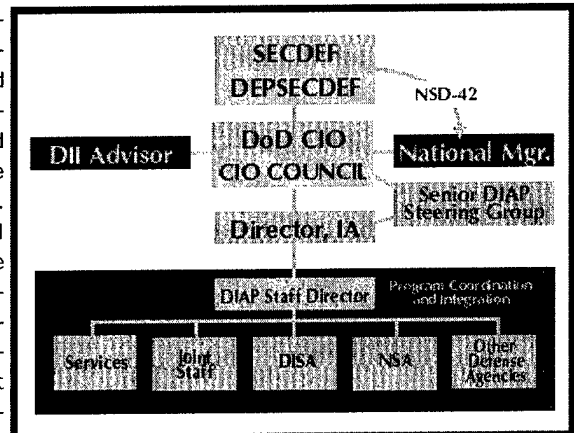 SECDEF
DEPSECDEF
NSD-42
DII Advisor
DoD CIO
CIO COUNCIL
National Mgr.
Senior DIAP
Steering Group
Director, IA
DIAP Staff Director
Program Coordination
and Integration
Services
Joint
Staff
DISA
NSA
Other
Defense
Agencies